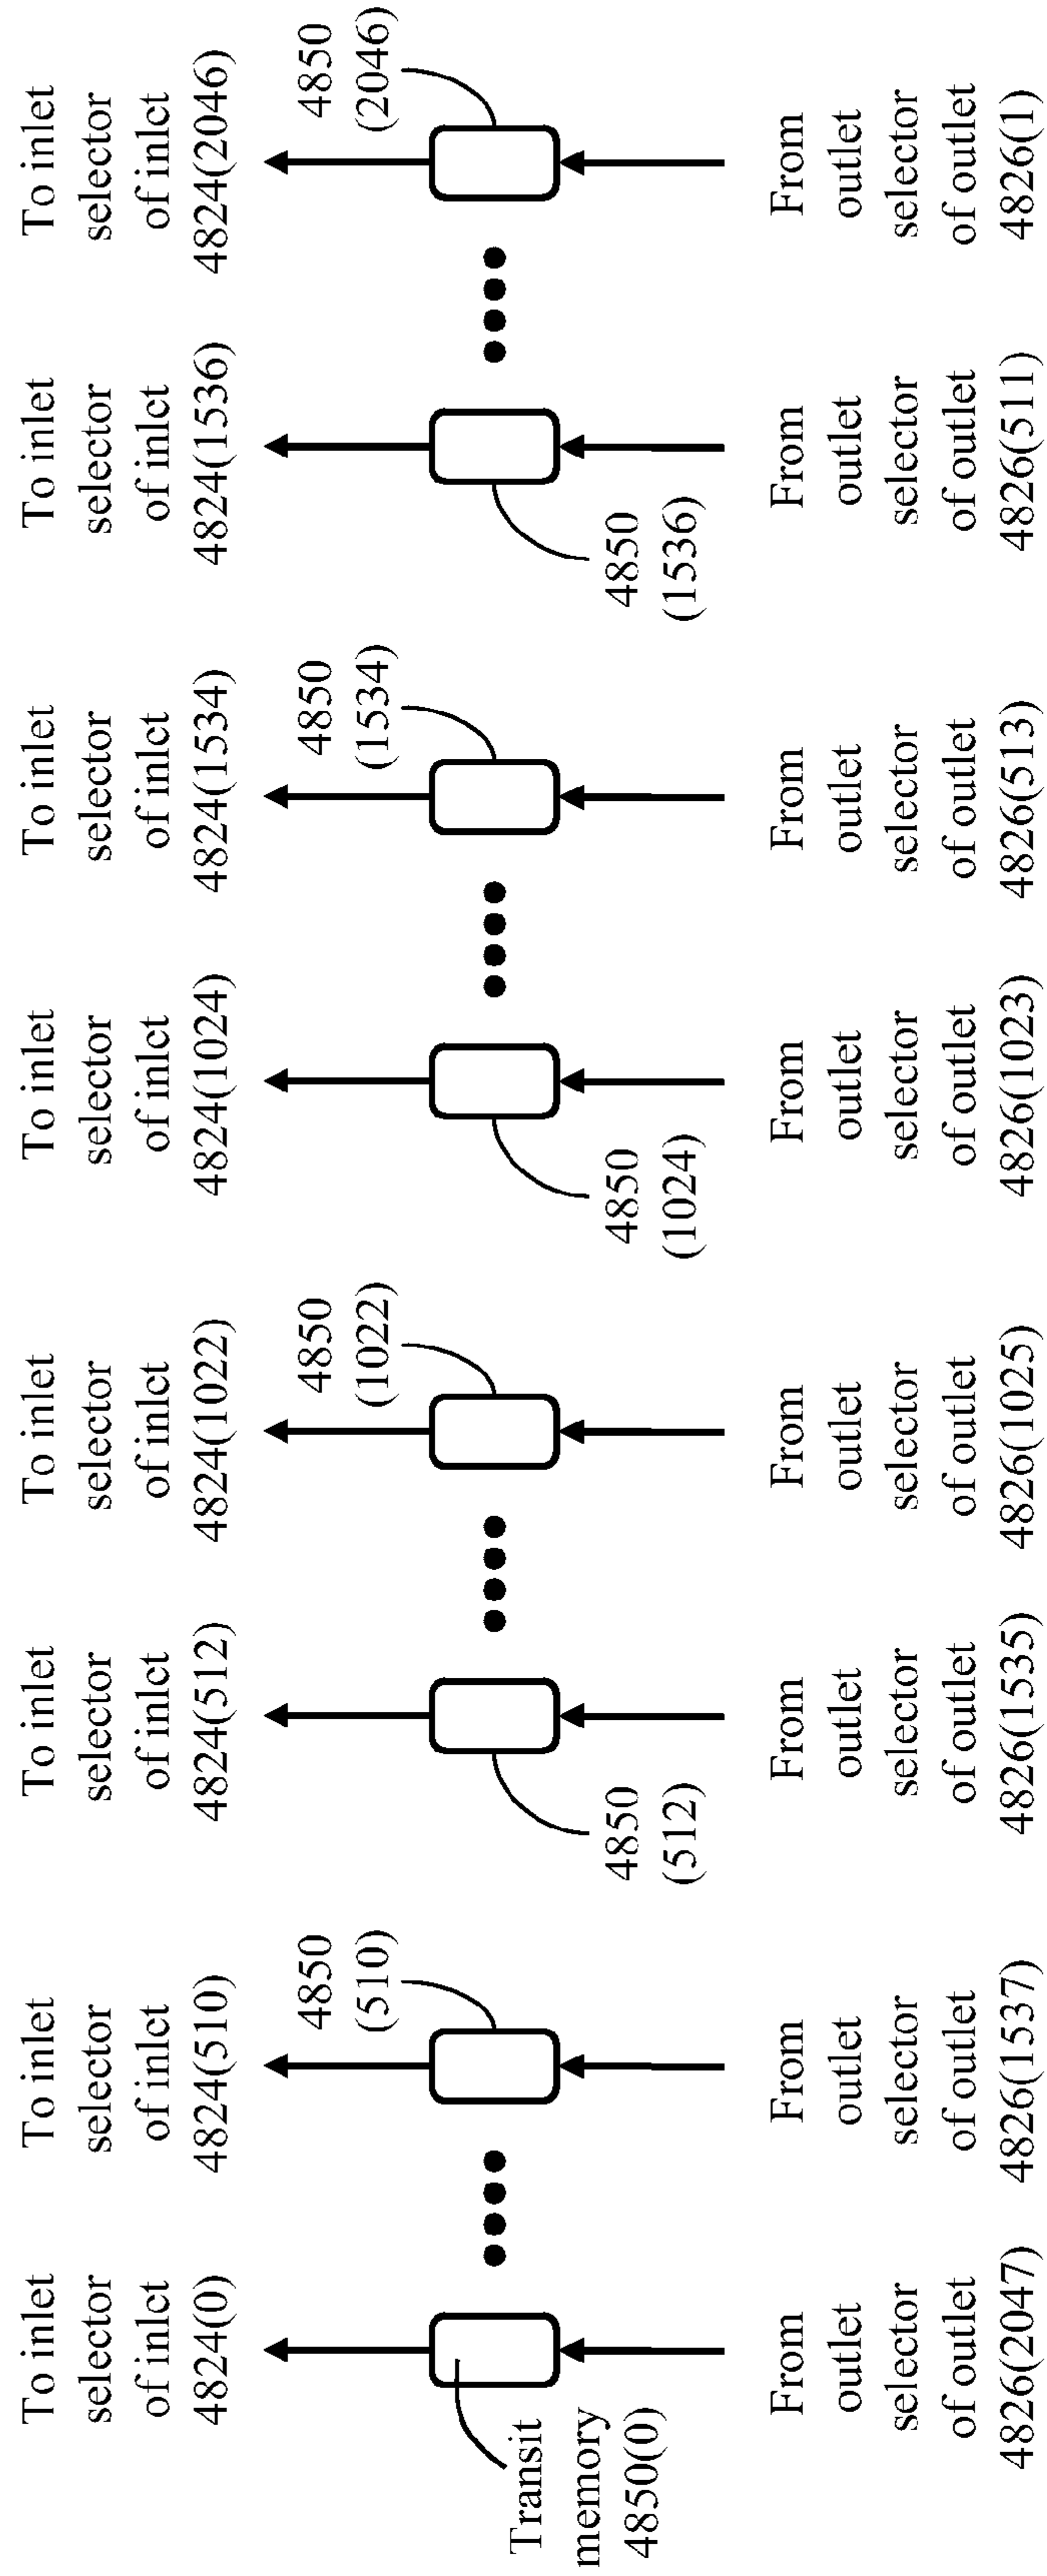 To inlet
selector
of inlet
4824(0)
To inlet
selector
of inlet
4824(510)
To inlet
selector
of inlet
4824(512)
To inlet
selector
of inlet
4824(1022)
To inlet
selector
of inlet
4824(1024)
To inlet
selector
of inlet
4824(1534)
To inlet
selector
of inlet
4824(1536)
To inlet
selector
of inlet
4824(2046)
Transit
memory
4850(0)
4850
(510)
4850
(512)
4850
(1022)
4850
(1024)
4850
(1534)
4850
(1536)
4850
(2046)
From
outlet
selector
of outlet
4826(2047)
From
outlet
selector
of outlet
4826(1537)
From
outlet
selector
of outlet
4826(1535)
From
outlet
selector
of outlet
4826(1025)
From
outlet
selector
of outlet
4826(1023)
From
outlet
selector
of outlet
4826(513)
From
outlet
selector
of outlet
4826(511)
From
outlet
selector
of outlet
4826(1)